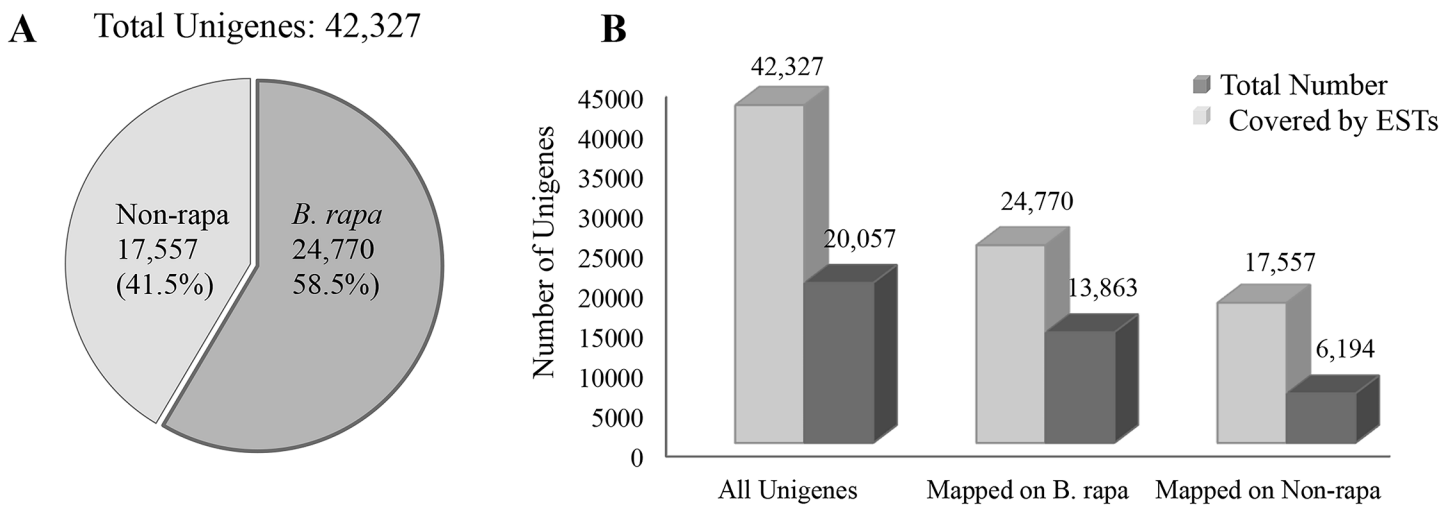 A
Total Unigenes: 42,327
Non-rapa
17,557
(41.5%)
B. rapa
24,770
58.5%)
B
Number of Unigenes
45000
40000
35000
30000
25000
20000
15000
10000
5000
0
42,327
20,057
24,770
13,863
17,557
6,194
All Unigenes
Mapped on B. rapa
Mapped on Non-rapa
Total Number
Covered by ESTs